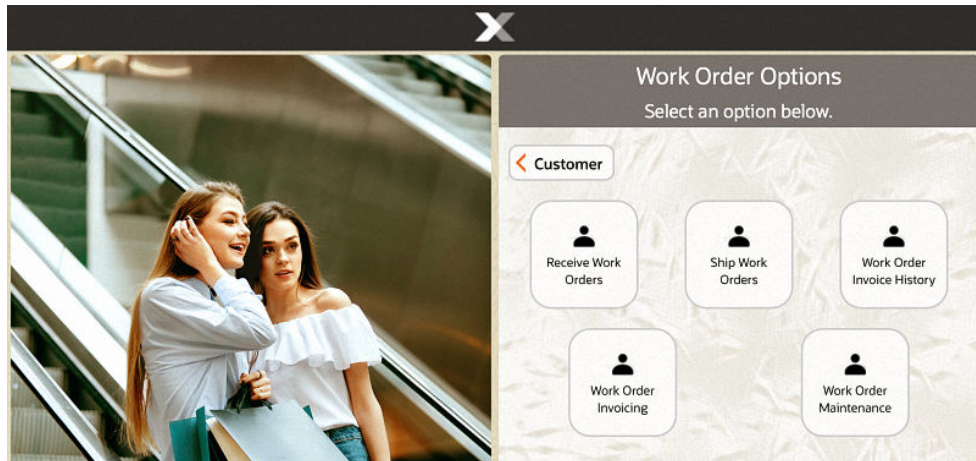 Work Order Options
Select an option below.
Customer
Receive Work
Orders
Ship Work
Orders
Work Order
Invoice History
Work Order
Invoicing
Work Order
Maintenance